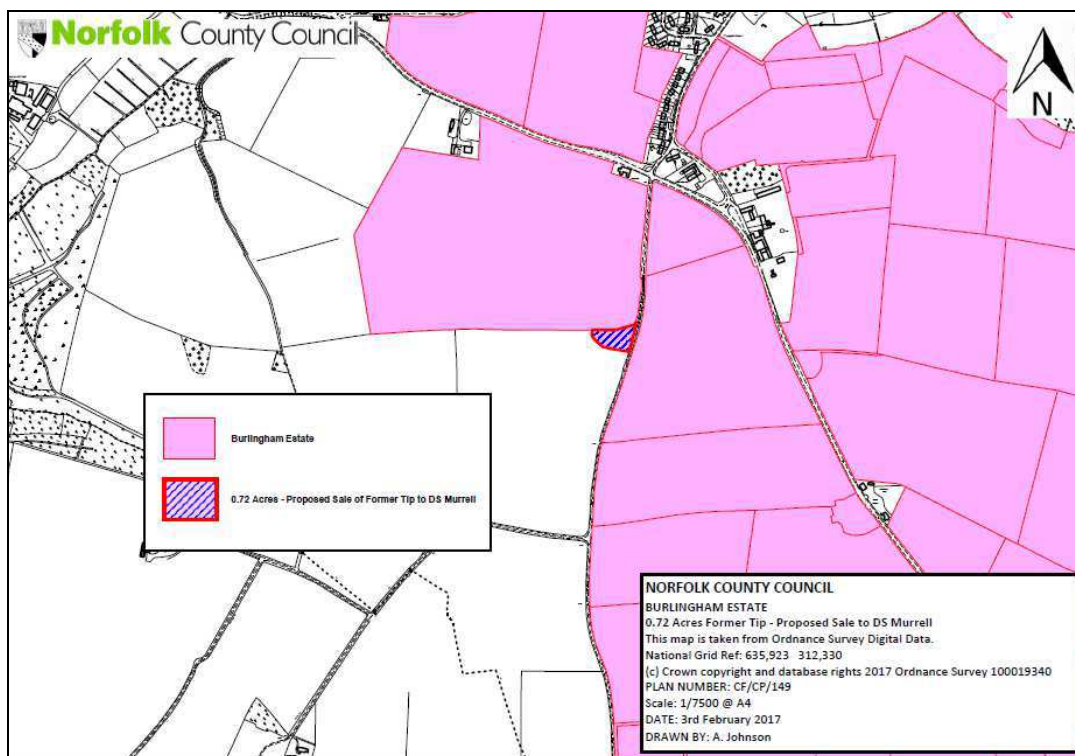 Norfolk County Council
N
Burlingham Estate
0.72 Acres - Proposed Sale of Former Tip to DS Murrell
NORFOLK COUNTY COUNCIL
BURLINGHAM ESTATE
0.72 Acres Former Tip - Proposed Sale to DS Murrell
This map is taken from Ordnance Survey Digital Data.
National Grid Ref: 635,923 312,330
(c) Crown copyright and database rights 2017 Ordnance Survey 100019340
PLAN NUMBER: CF/CP/149
Scale: 1/7500 @ A4
DATE: 3rd February 2017
DRAWN BY: A. Johnson